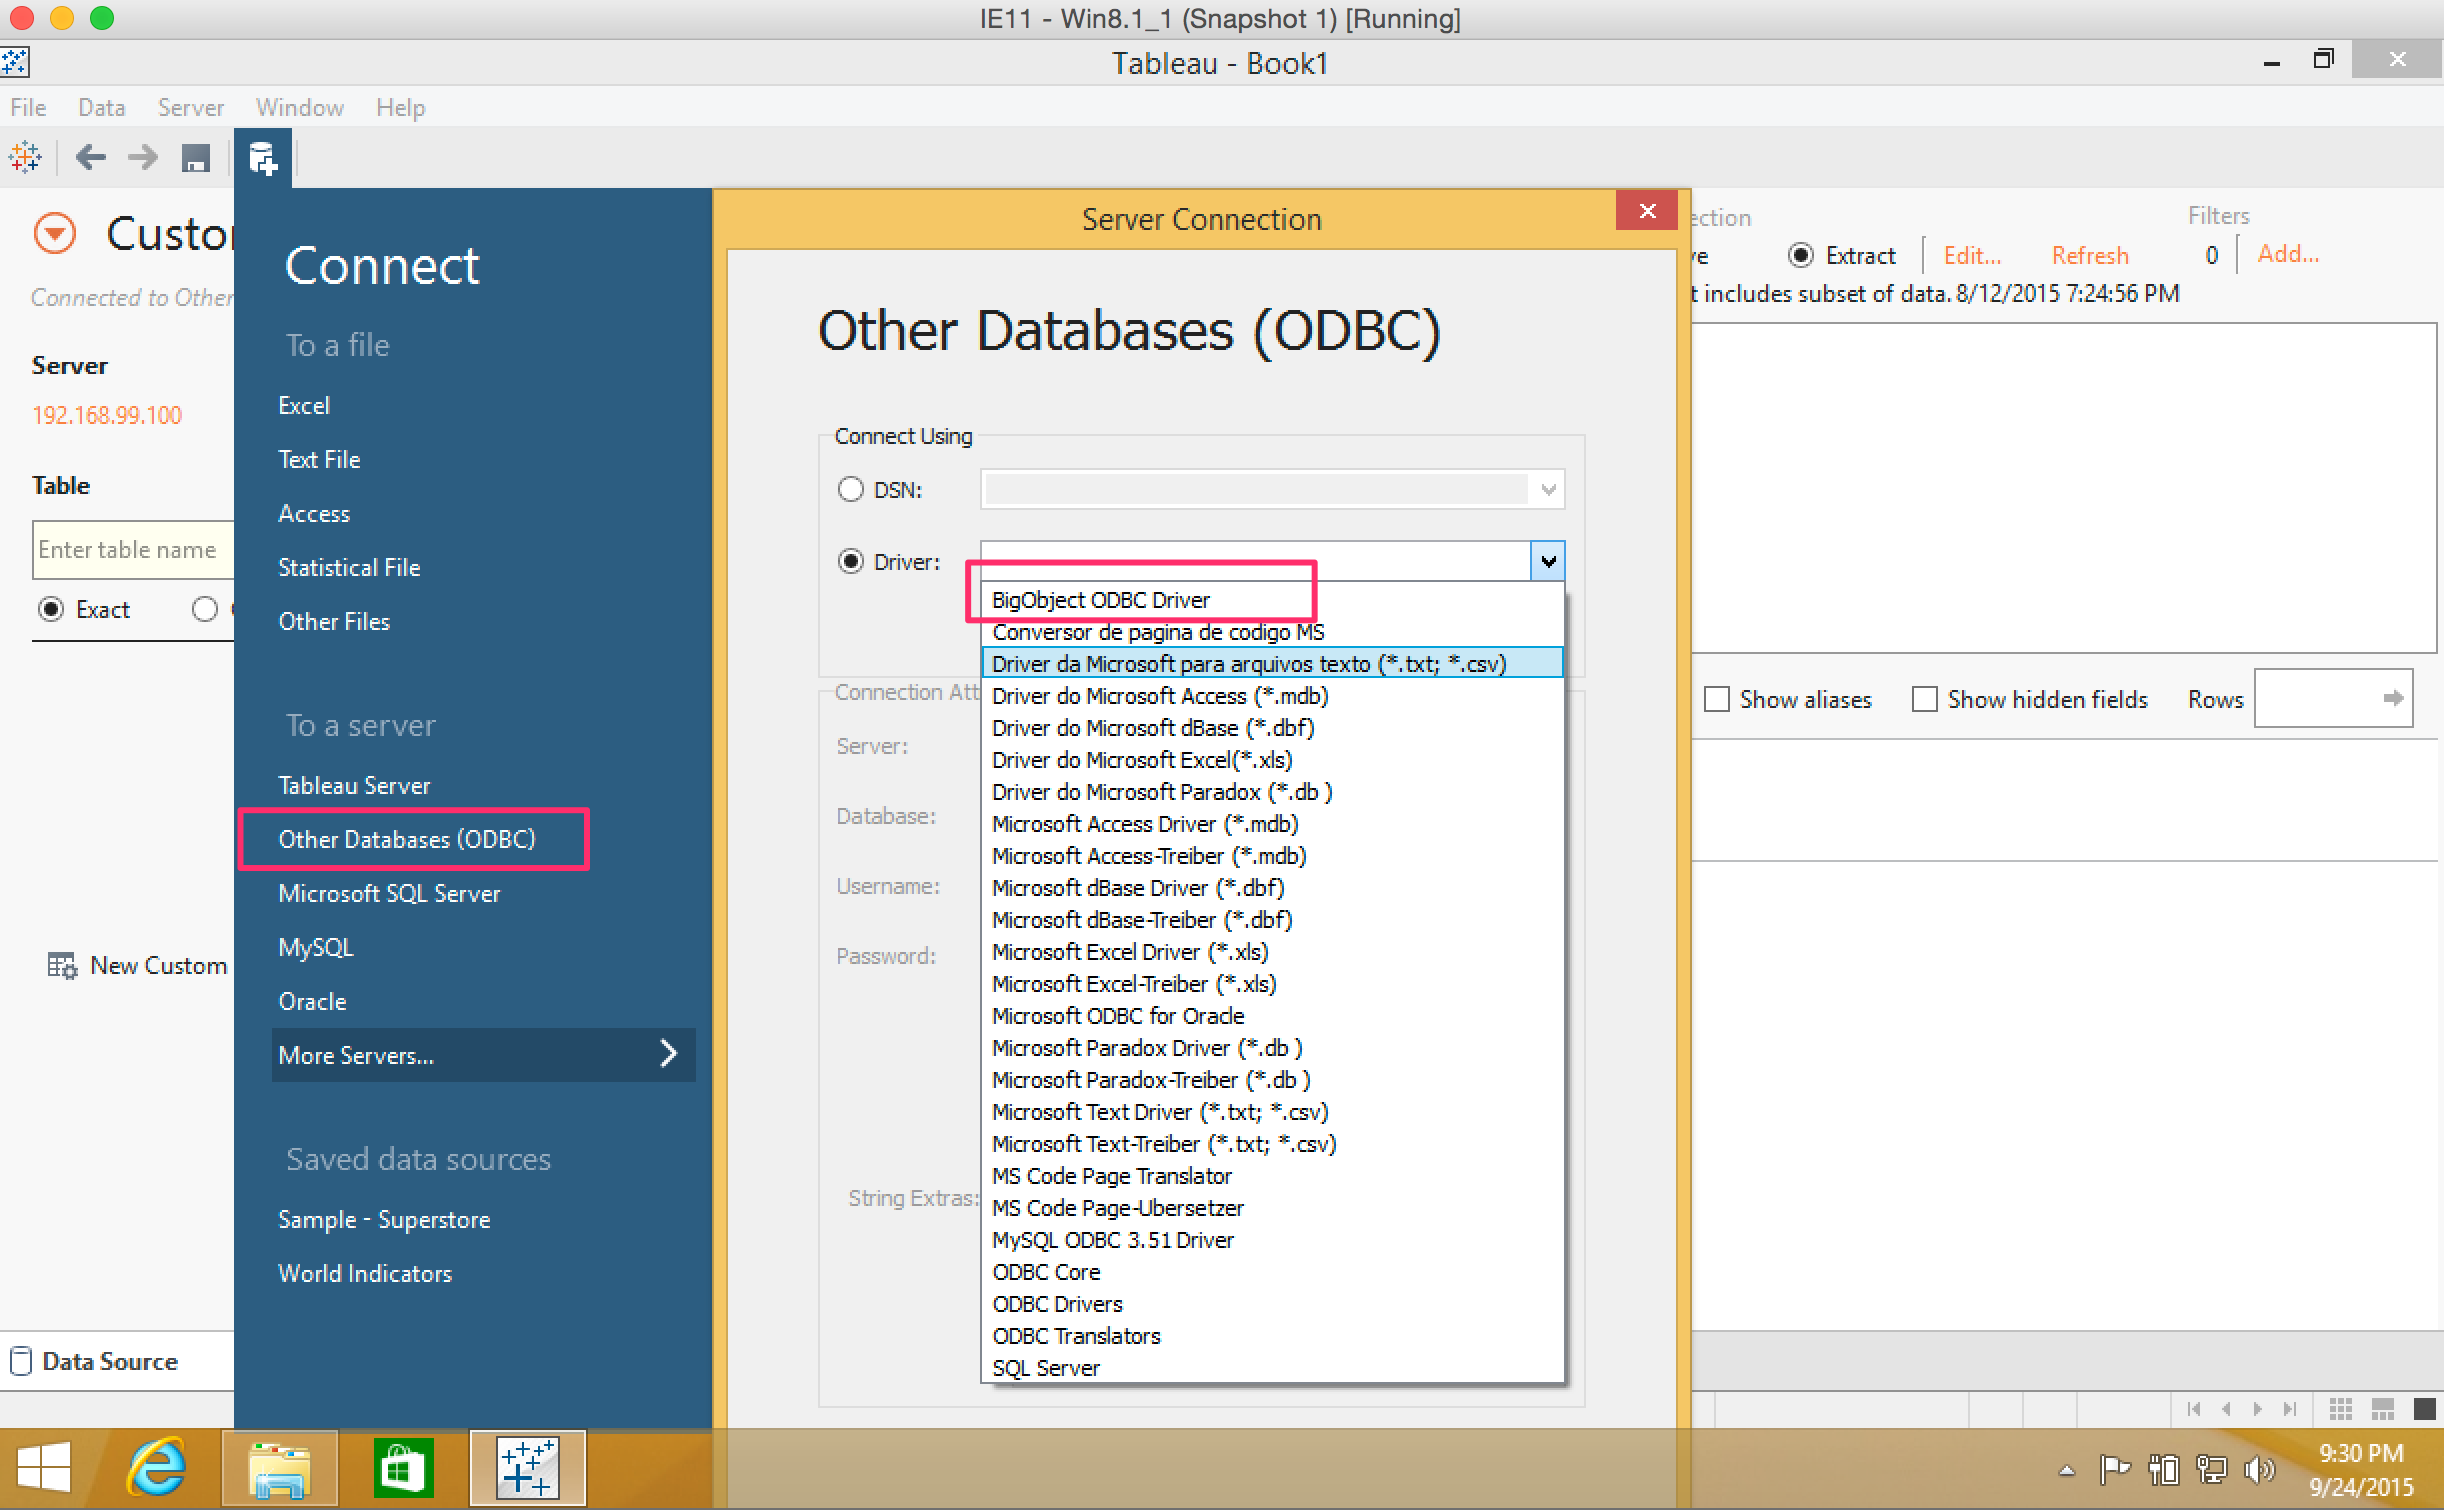 IE11 - Win8.1_1 (Snapshot 1) [Running]
Tableau - Book1
File Data Server Window Help
Connected to Other
Server
192.168.99.100
Table
Enter table name
Exact
New Custom
Data Source
Connect
To a file
Excel
Text File
Access
Statistical File
Other Files
To a server
Tableau Server
Other Databases (ODBC)
Microsoft SQL Server
MySQL
Oracle
More Servers...
Saved data sources
Sample - Superstore
World Indicators
Server Connection
Other Databases (ODBC)
Connect Using
DSN:
Driver:
BigObject ODBC Driver
Conversor de pagina de codigo MS
Driver da Microsoft para arquivos texto (*.txt; *.csv)
Driver do Microsoft Access (*.mdb)
Driver do Microsoft dBase (*.dbf)
Driver do Microsoft Excel(*.xls)
Driver do Microsoft Paradox (*.db )
Microsoft Access Driver (*.mdb)
Microsoft Access-Treiber (*.mdb)
Microsoft dBase Driver (*.dbf)
Microsoft dBase-Treiber (*.dbf)
Microsoft Excel Driver (*.xls)
Microsoft Excel-Treiber (*.xls)
Microsoft ODBC for Oracle
Microsoft Paradox Driver (*.db )
Microsoft Paradox-Treiber (*.db )
Microsoft Text Driver (*.txt; *.csv)
Microsoft Text-Treiber (*.txt; *.csv)
MS Code Page Translator
MS Code Page-Ubersetzer
MySQL ODBC 3.51 Driver
ODBC Core
ODBC Drivers
ODBC Translators
SQL Server
Connection Att
Server:
Database:
Username:
Password:
String Extras:
Filters
Extract Edit... Refresh 0 Add...
includes subset of data. 8/12/2015 7:24:56 PM
Show aliases Show hidden fields Rows
9:30 PM
9/24/2015